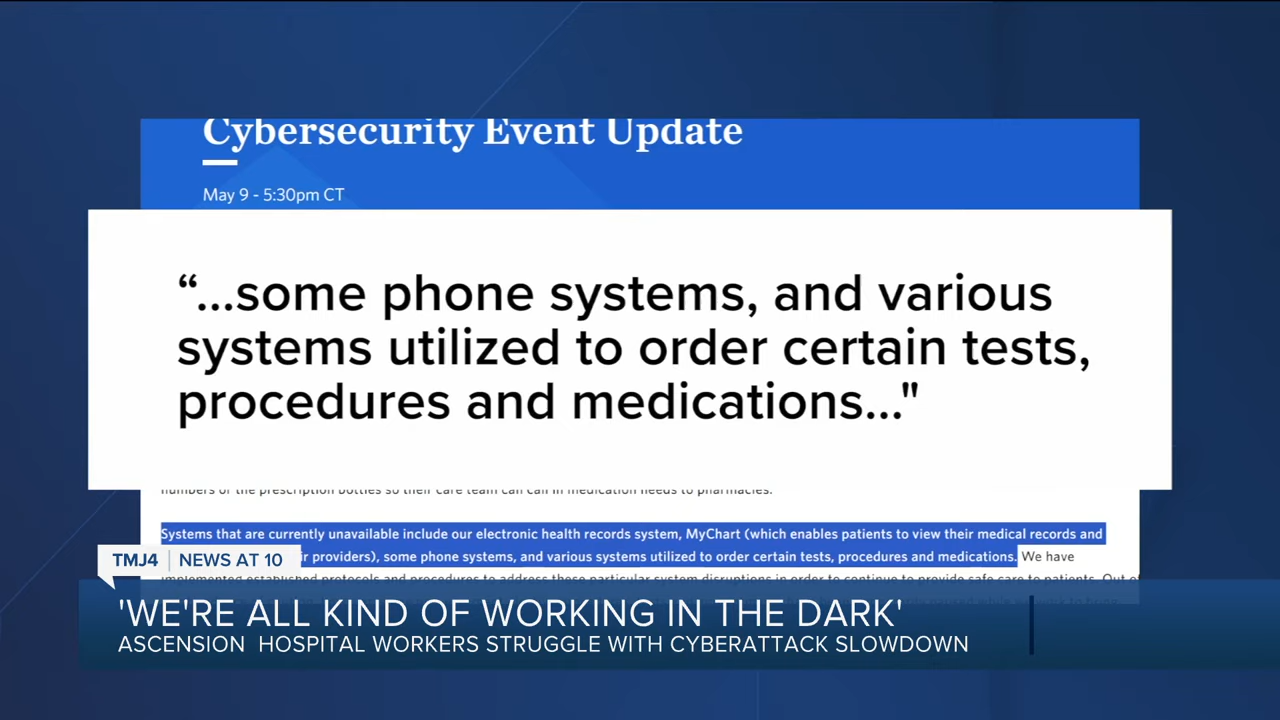 Cybersecurity Event Update
May 9 - 5:30pm CT
“...some phone systems, and various
systems utilized to order certain tests,
procedures and medications..."
numbers of the prescription bottles so their care team can call in medication needs to pharmacies.
Systems that are currently unavailable include our electronic health records system, MyChart (which enables patients to view their medical records and
ir providers), some phone systems, and various systems utilized to order certain tests, procedures and medications. We have
implemented established protocols and procedures to address these particular system disruptions in order to continue to provide safe care to patients. Out of
TMJ4 | NEWS AT 10
'WE'RE ALL KIND OF WORKING IN THE DARK'
ASCENSION  HOSPITAL WORKERS STRUGGLE WITH CYBERATTACK SLOWDOWN